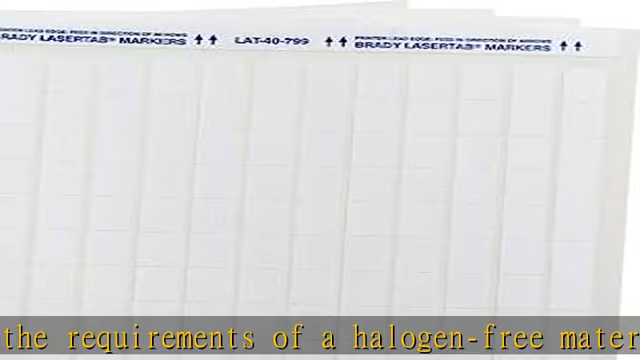 PRINTER LEAD EDGE: FEED IN DIRECTION OF ARROWS
RADY LASERTAB® MARKERS LAT-40-799 BRADY LASERTAB® MARKERS
the requirements of a halogen-free mater